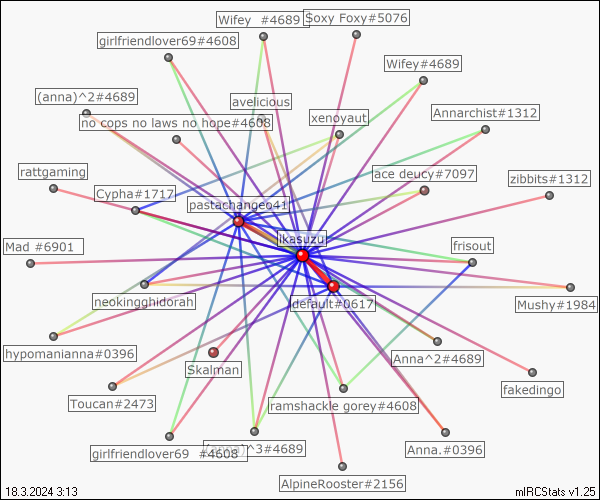 Wifey  #4689
Soxy Foxy#5076
girlfriendlover69#4608
Wifey#4689
(anna)^2#4689
avelicious
no cops no laws no hope#4608
xenoyaut
Annarchist#1312
rattgaming
ace deucy#7097
zibbits#1312
Cypha#1717
pastachangeo41
ikasuzu
Mad #6901
frisout
neokingghidorah
default#0617
Mushy#1984
hypomanianna#0396
Anna^2#4689
Skalman
fakedingo
Toucan#2473
ramshackle gorey#4608
girlfriendlover69  #4608
(anna)^3#4689
Anna.#0396
AlpineRooster#2156
18.3.2024 3:13
mIRCStats v1.25